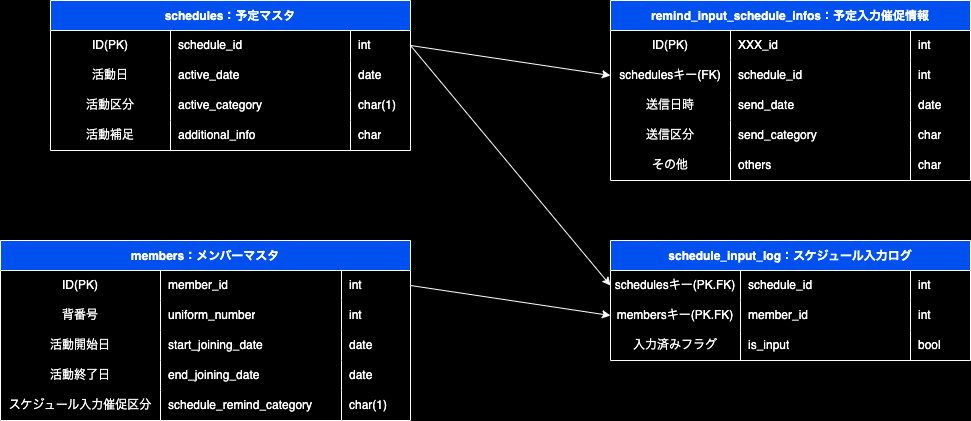 schedules：予定マスタ
ID(PK) schedule_id int
活動日 active_date date
活動区分 active_category char(1)
活動補足 additional_info char
remind_input_schedule_infos：予定入力催促情報
ID(PK) XXX_id int
schedulesキー(FK) schedule_id int
送信日時 send_date date
送信区分 send_category char
その他 others char
members：メンバーマスタ
ID(PK) member_id int
背番号 uniform_number int
活動開始日 start_joining_date date
活動終了日 end_joining_date date
スケジュール入力催促区分 schedule_remind_category char(1)
schedule_input_log：スケジュール入力ログ
schedulesキー(PK.FK) schedule_id int
membersキー(PK.FK) member_id int
入力済みフラグ is_input bool